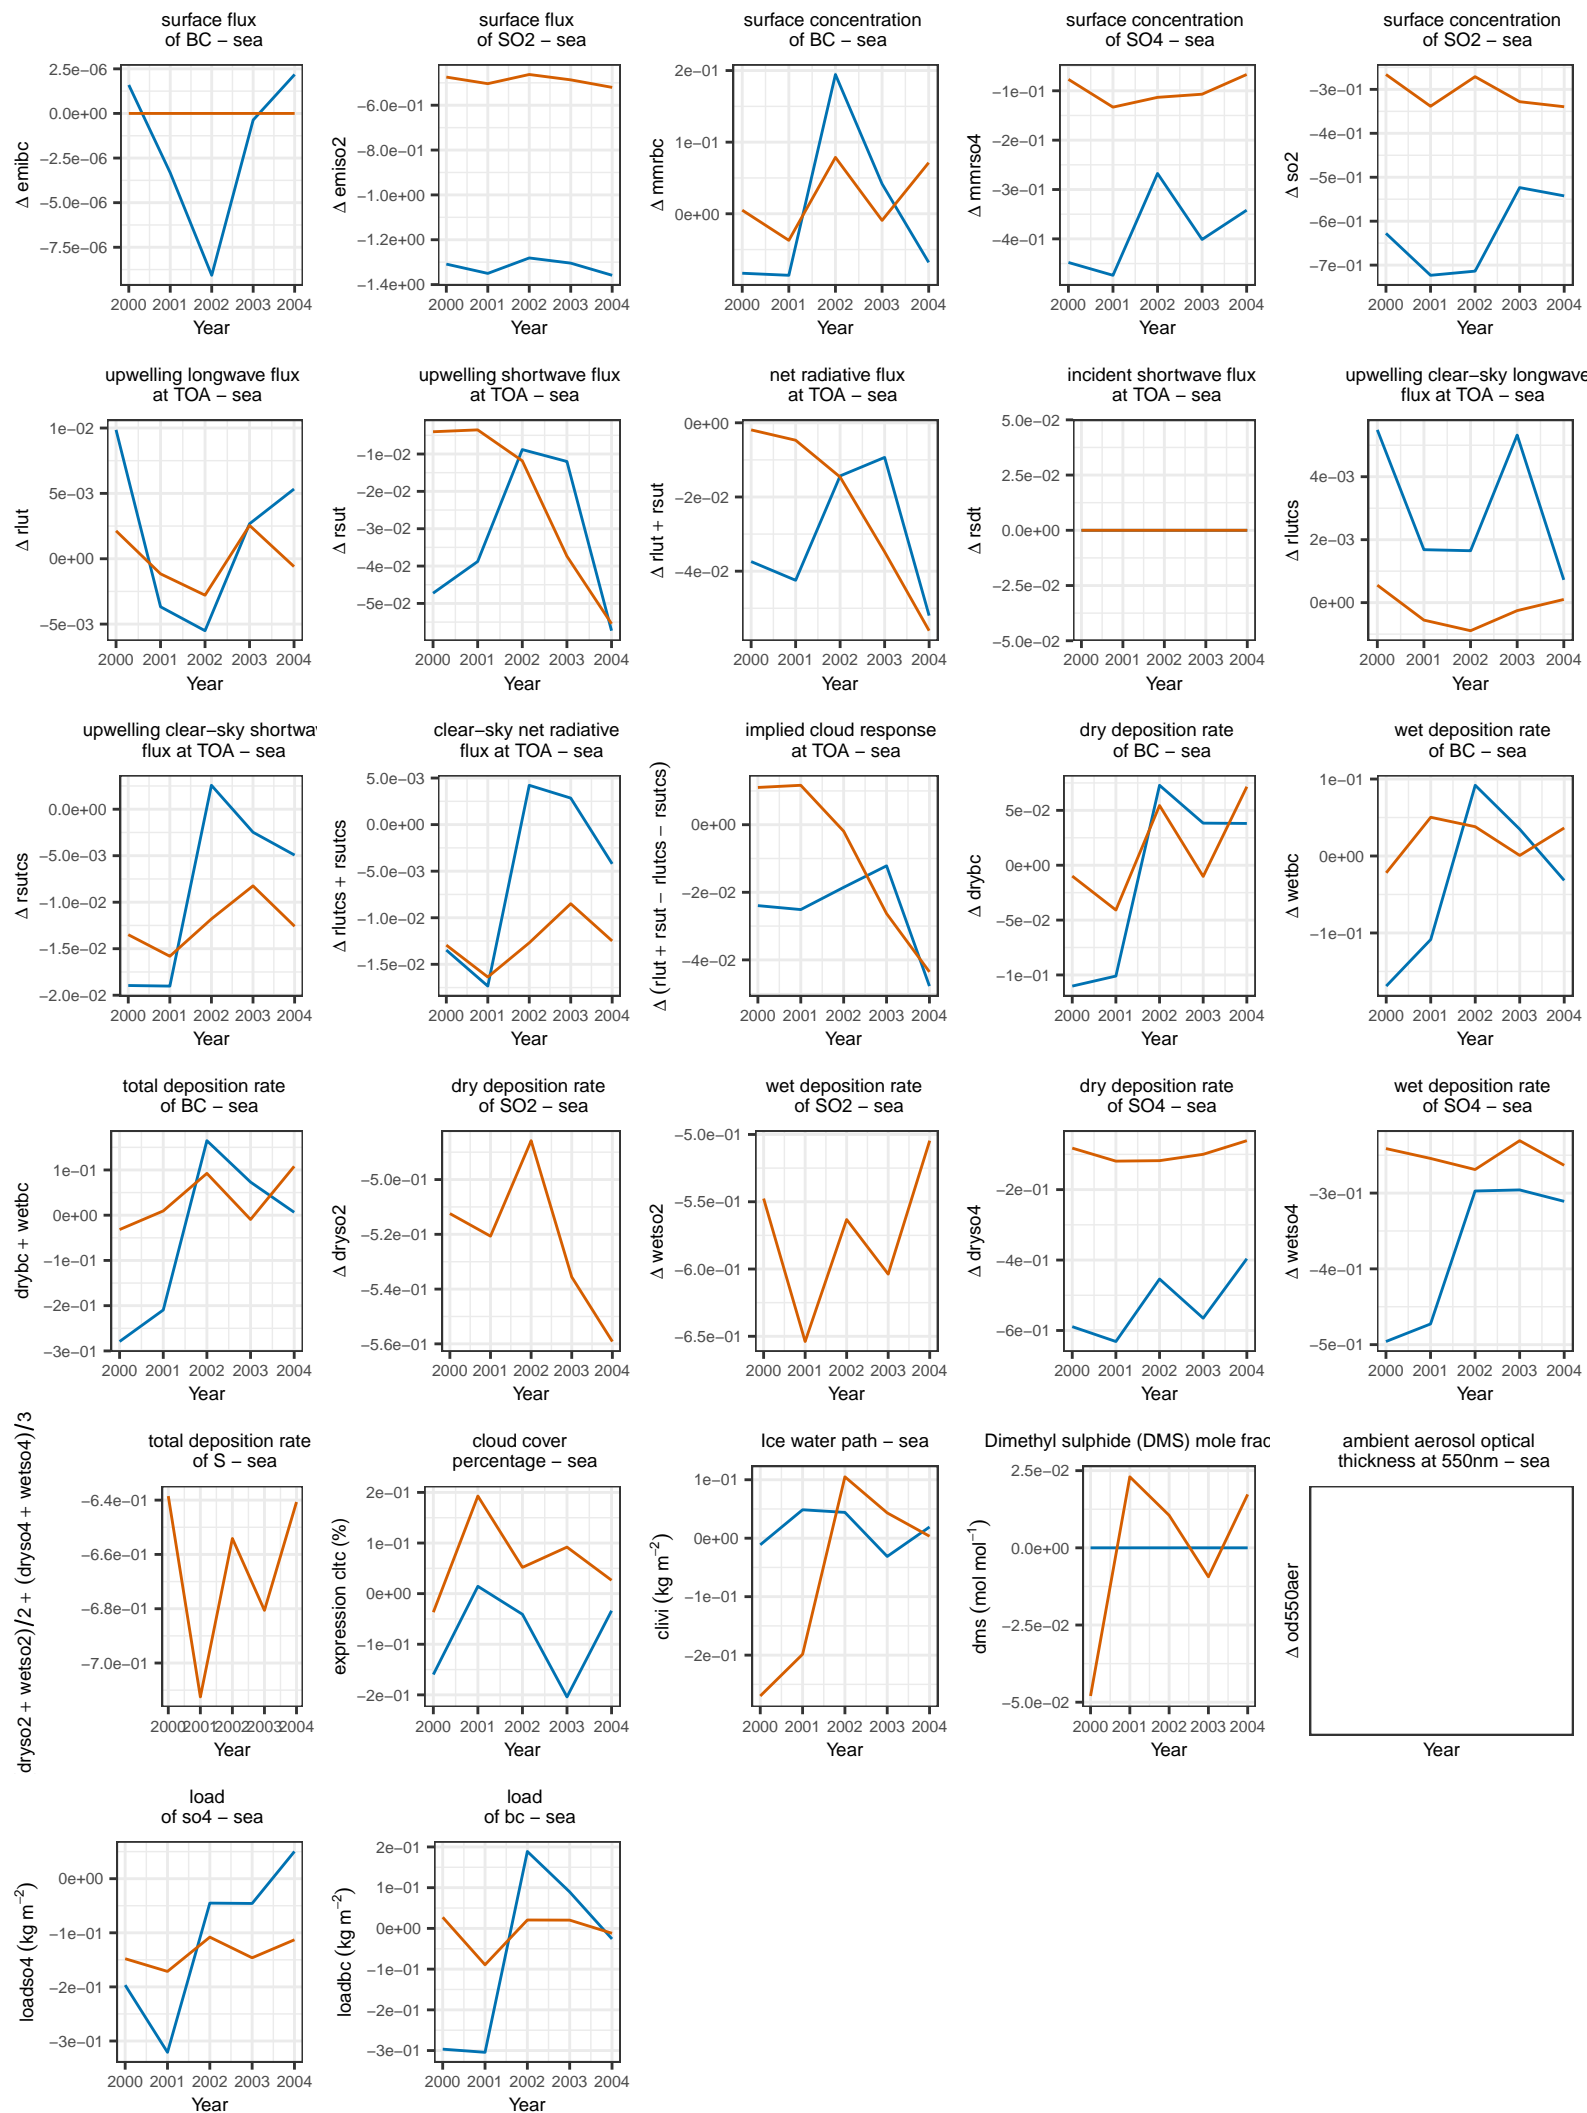 surface flux
of BC − sea
Δ emibc
2.5e−06
0.0e+00
−2.5e−06
−5.0e−06
−7.5e−06
2000 2001 2002 2003 2004
Year
surface flux
of SO2 − sea
Δ emiso2
−6.0e−01
−8.0e−01
−1.0e+00
−1.2e+00
−1.4e+00
2000 2001 2002 2003 2004
Year
surface concentration
of BC − sea
Δ mmrbc
2e−01
1e−01
0e+00
2000 2001 2002 2003 2004
Year
surface concentration
of SO4 − sea
Δ mmrso4
−1e−01
−2e−01
−3e−01
−4e−01
2000 2001 2002 2003 2004
Year
surface concentration
of SO2 − sea
Δ so2
−3e−01
−4e−01
−5e−01
−6e−01
−7e−01
2000 2001 2002 2003 2004
Year
upwelling longwave flux
at TOA − sea
Δ rlut
1e−02
5e−03
0e+00
−5e−03
2000 2001 2002 2003 2004
Year
upwelling shortwave flux
at TOA − sea
Δ rsut
−1e−02
−2e−02
−3e−02
−4e−02
−5e−02
2000 2001 2002 2003 2004
Year
net radiative flux
at TOA − sea
Δ rlut + rsut
0e+00
−2e−02
−4e−02
2000 2001 2002 2003 2004
Year
incident shortwave flux
at TOA − sea
Δ rsdt
5.0e−02
2.5e−02
0.0e+00
−2.5e−02
−5.0e−02
2000 2001 2002 2003 2004
Year
upwelling clear−sky longwave
flux at TOA − sea
Δ rlutcs
4e−03
2e−03
0e+00
2000 2001 2002 2003 2004
Year
upwelling clear−sky shortwav
flux at TOA − sea
Δ rsutcs
0.0e+00
−5.0e−03
−1.0e−02
−1.5e−02
−2.0e−02
2000 2001 2002 2003 2004
Year
clear−sky net radiative
flux at TOA − sea
Δ rlutcs + rsutcs
5.0e−03
0.0e+00
−5.0e−03
−1.0e−02
−1.5e−02
2000 2001 2002 2003 2004
Year
implied cloud response
at TOA − sea
Δ (rlut + rsut − rlutcs − rsutcs)
0e+00
−2e−02
−4e−02
2000 2001 2002 2003 2004
Year
dry deposition rate
of BC − sea
Δ drybc
5e−02
0e+00
−5e−02
−1e−01
2000 2001 2002 2003 2004
Year
wet deposition rate
of BC − sea
Δ wetbc
1e−01
0e+00
−1e−01
2000 2001 2002 2003 2004
Year
total deposition rate
of BC − sea
drybc + wetbc
1e−01
0e+00
−1e−01
−2e−01
−3e−01
2000 2001 2002 2003 2004
Year
dry deposition rate
of SO2 − sea
Δ dryso2
−5.0e−01
−5.2e−01
−5.4e−01
−5.6e−01
2000 2001 2002 2003 2004
Year
wet deposition rate
of SO2 − sea
Δ wetso2
−5.0e−01
−5.5e−01
−6.0e−01
−6.5e−01
2000 2001 2002 2003 2004
Year
dry deposition rate
of SO4 − sea
Δ dryso4
−2e−01
−4e−01
−6e−01
2000 2001 2002 2003 2004
Year
wet deposition rate
of SO4 − sea
Δ wetso4
−3e−01
−4e−01
−5e−01
2000 2001 2002 2003 2004
Year
total deposition rate
of S − sea
dryso2 + wetso2)/2 + (dryso4 + wetso4)/3
−6.4e−01
−6.6e−01
−6.8e−01
−7.0e−01
2000 2001 2002 2003 2004
Year
cloud cover
percentage − sea
expression cltc (%)
2e−01
1e−01
0e+00
−1e−01
−2e−01
2000 2001 2002 2003 2004
Year
Ice water path − sea
clivi (kg m−2)
1e−01
0e+00
−1e−01
−2e−01
2000 2001 2002 2003 2004
Year
Dimethyl sulphide (DMS) mole frac
dms (mol mol−1)
2.5e−02
0.0e+00
−2.5e−02
−5.0e−02
2000 2001 2002 2003 2004
Year
ambient aerosol optical
thickness at 550nm − sea
Δ od550aer
Year
load
of so4 − sea
loadso4 (kg m−2)
0e+00
−1e−01
−2e−01
−3e−01
2000 2001 2002 2003 2004
Year
load
of bc − sea
loadbc (kg m−2)
2e−01
1e−01
0e+00
−1e−01
−2e−01
−3e−01
2000 2001 2002 2003 2004
Year